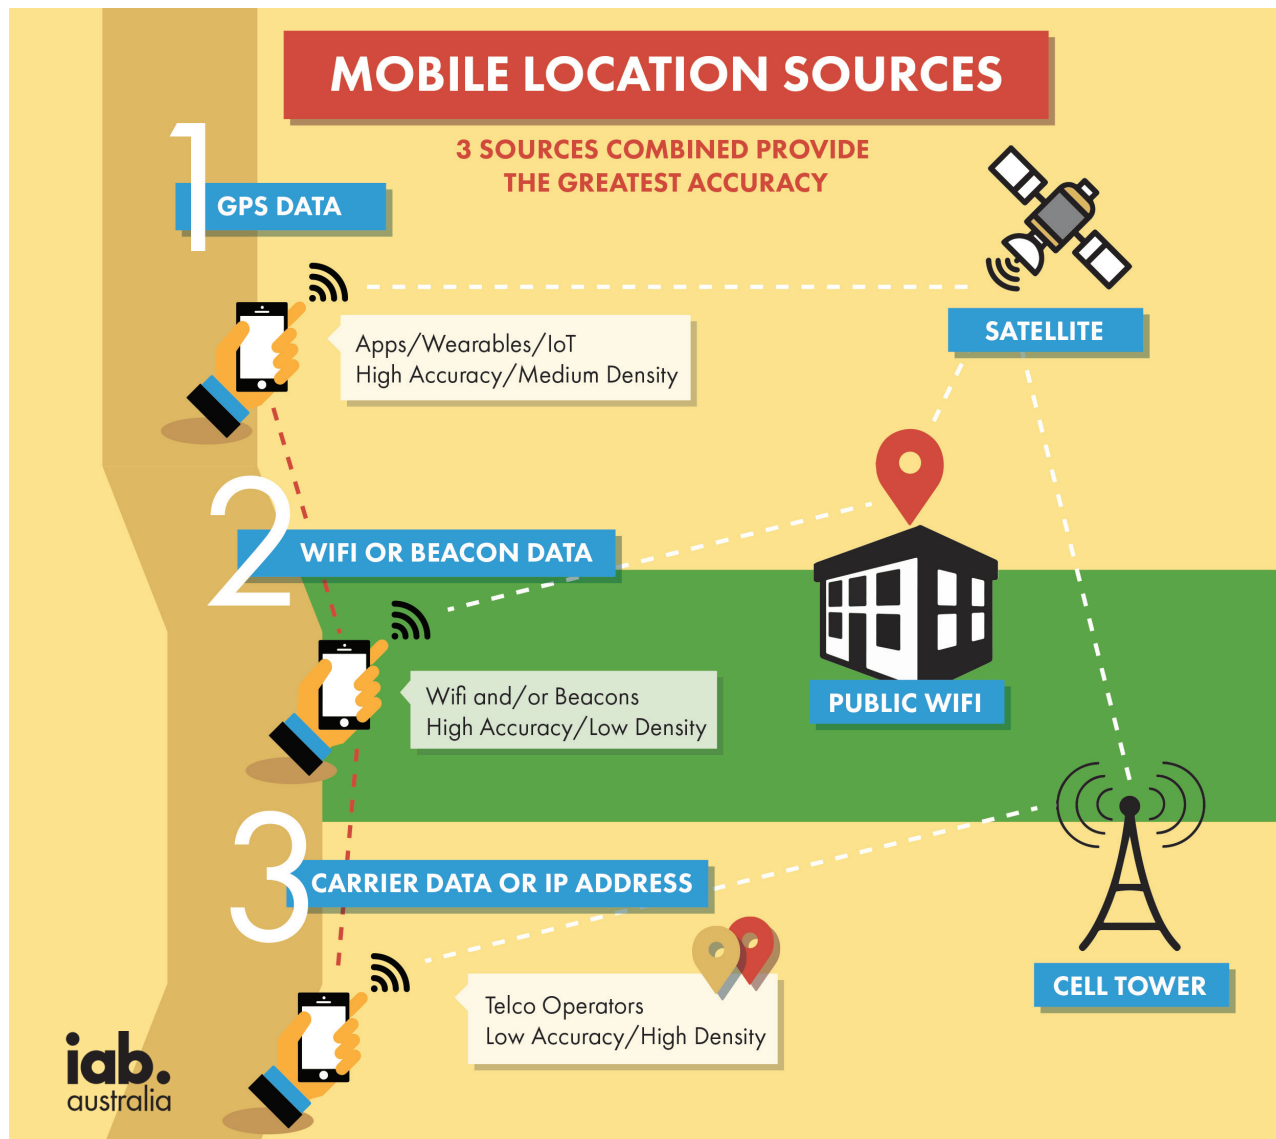 MOBILE LOCATION SOURCES
3 SOURCES COMBINED PROVIDE
THE GREATEST ACCURACY
1
GPS DATA
Apps/Wearables/IoT
High Accuracy/Medium Density
SATELLITE
2
WIFI OR BEACON DATA
Wifi and/or Beacons
High Accuracy/Low Density
PUBLIC WIFI
3
CARRIER DATA OR IP ADDRESS
Telco Operators
Low Accuracy/High Density
CELL TOWER
iab.
australia